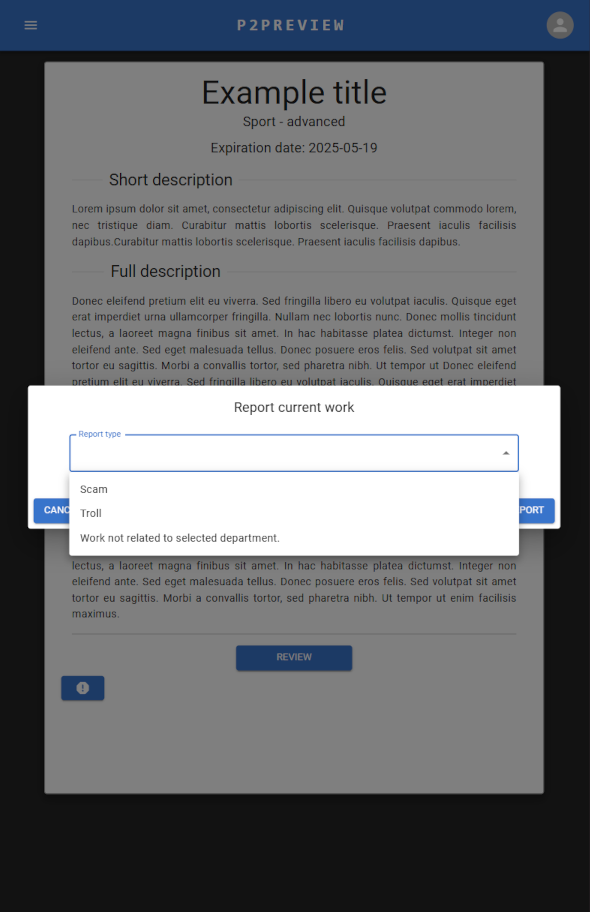 P2PREVIEW
Example title
Sport - advanced
Expiration date: 2025-05-19
Short description
Lorem ipsum dolor sit amet, consectetur adipiscing elit. Quisque volutpat commodo lorem,
nec tristique diam. Curabitur mattis lobortis scelerisque. Praesent iaculis facilisis
dapibus.Curabitur mattis lobortis scelerisque. Praesent iaculis facilisis dapibus.
Full description
Donec eleifend pretium elit eu viverra. Sed fringilla libero eu volutpat iaculis. Quisque eget
erat imperdiet urna ullamcorper fringilla. Nullam nec lobortis nunc. Donec mollis tincidunt
lectus, a laoreet magna finibus sit amet. In hac habitasse platea dictumst. Integer non
eleifend ante. Sed eget malesuada tellus. Donec posuere eros felis. Sed volutpat sit amet
tortor eu sagittis. Morbi a convallis tortor, sed pharetra nibh. Ut tempor ut Donec eleifend
pretium elit eu viverra. Sed fringilla libero eu volutpat iaculis. Quisque eget erat imperdiet
Report current work
Report type
Scam
Troll
Work not related to selected department.
CANC
PORT
lectus, a laoreet magna finibus sit amet. In hac habitasse platea dictumst. Integer non
eleifend ante. Sed eget malesuada tellus. Donec posuere eros felis. Sed volutpat sit amet
tortor eu sagittis. Morbi a convallis tortor, sed pharetra nibh. Ut tempor ut enim facilisis
maximus.
REVIEW